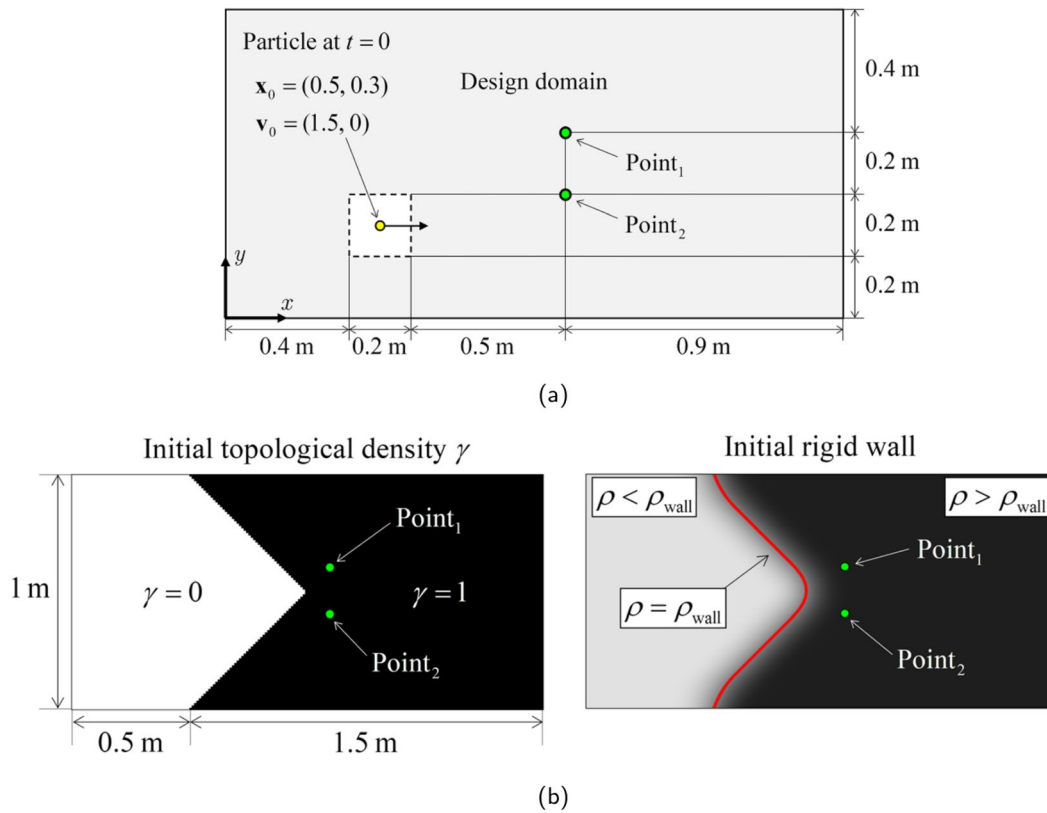 Particle at t = 0
x₀ = (0.5, 0.3)
v₀ = (1.5, 0)
Design domain
Point₁
Point₂
0.4 m
0.2 m
0.2 m
0.2 m
y
x
0.4 m
0.2 m
0.5 m
0.9 m
(a)
Initial topological density γ
1 m
γ = 0
γ = 1
Point₁
Point₂
0.5 m
1.5 m
Initial rigid wall
ρ < ρwall
ρ > ρwall
ρ = ρwall
Point₁
Point₂
(b)